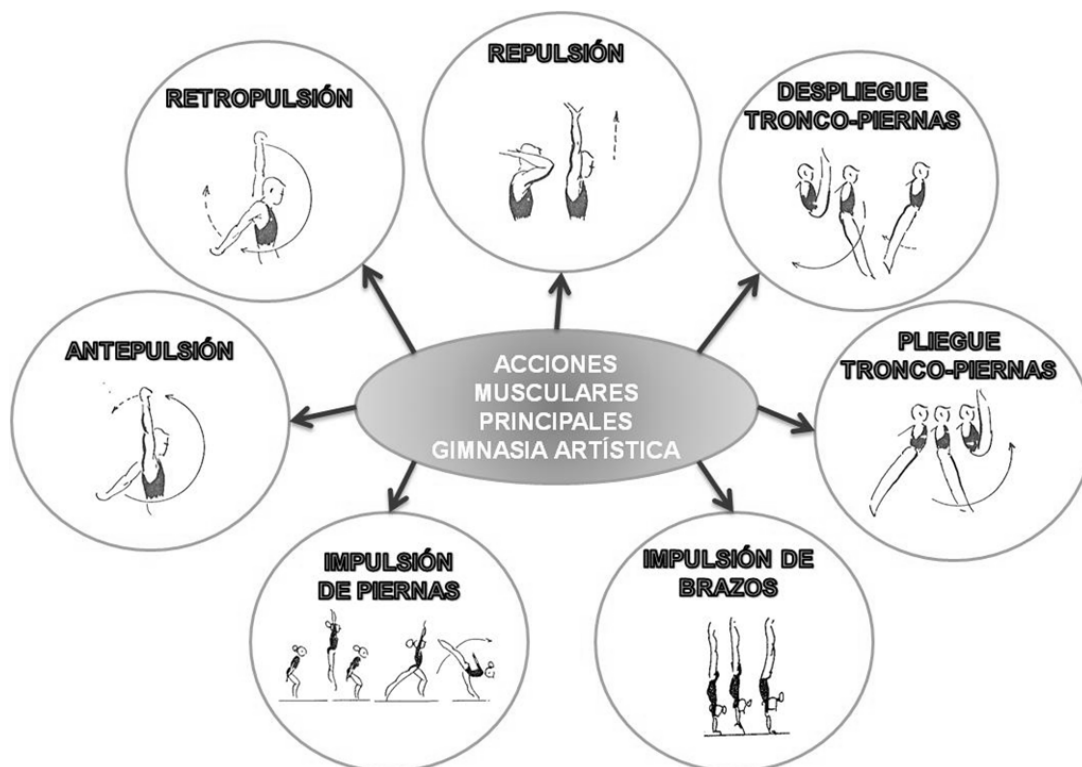 REPULSIÓN
RETROPULSIÓN
DESPLIEGUE
TRONCO-PIERNAS
ANTEPULSIÓN
ACCIONES
MUSCULARES
PRINCIPALES
GIMNASIA ARTÍSTICA
PLIEGUE
TRONCO-PIERNAS
IMPULSIÓN
DE PIERNAS
IMPULSIÓN DE
BRAZOS